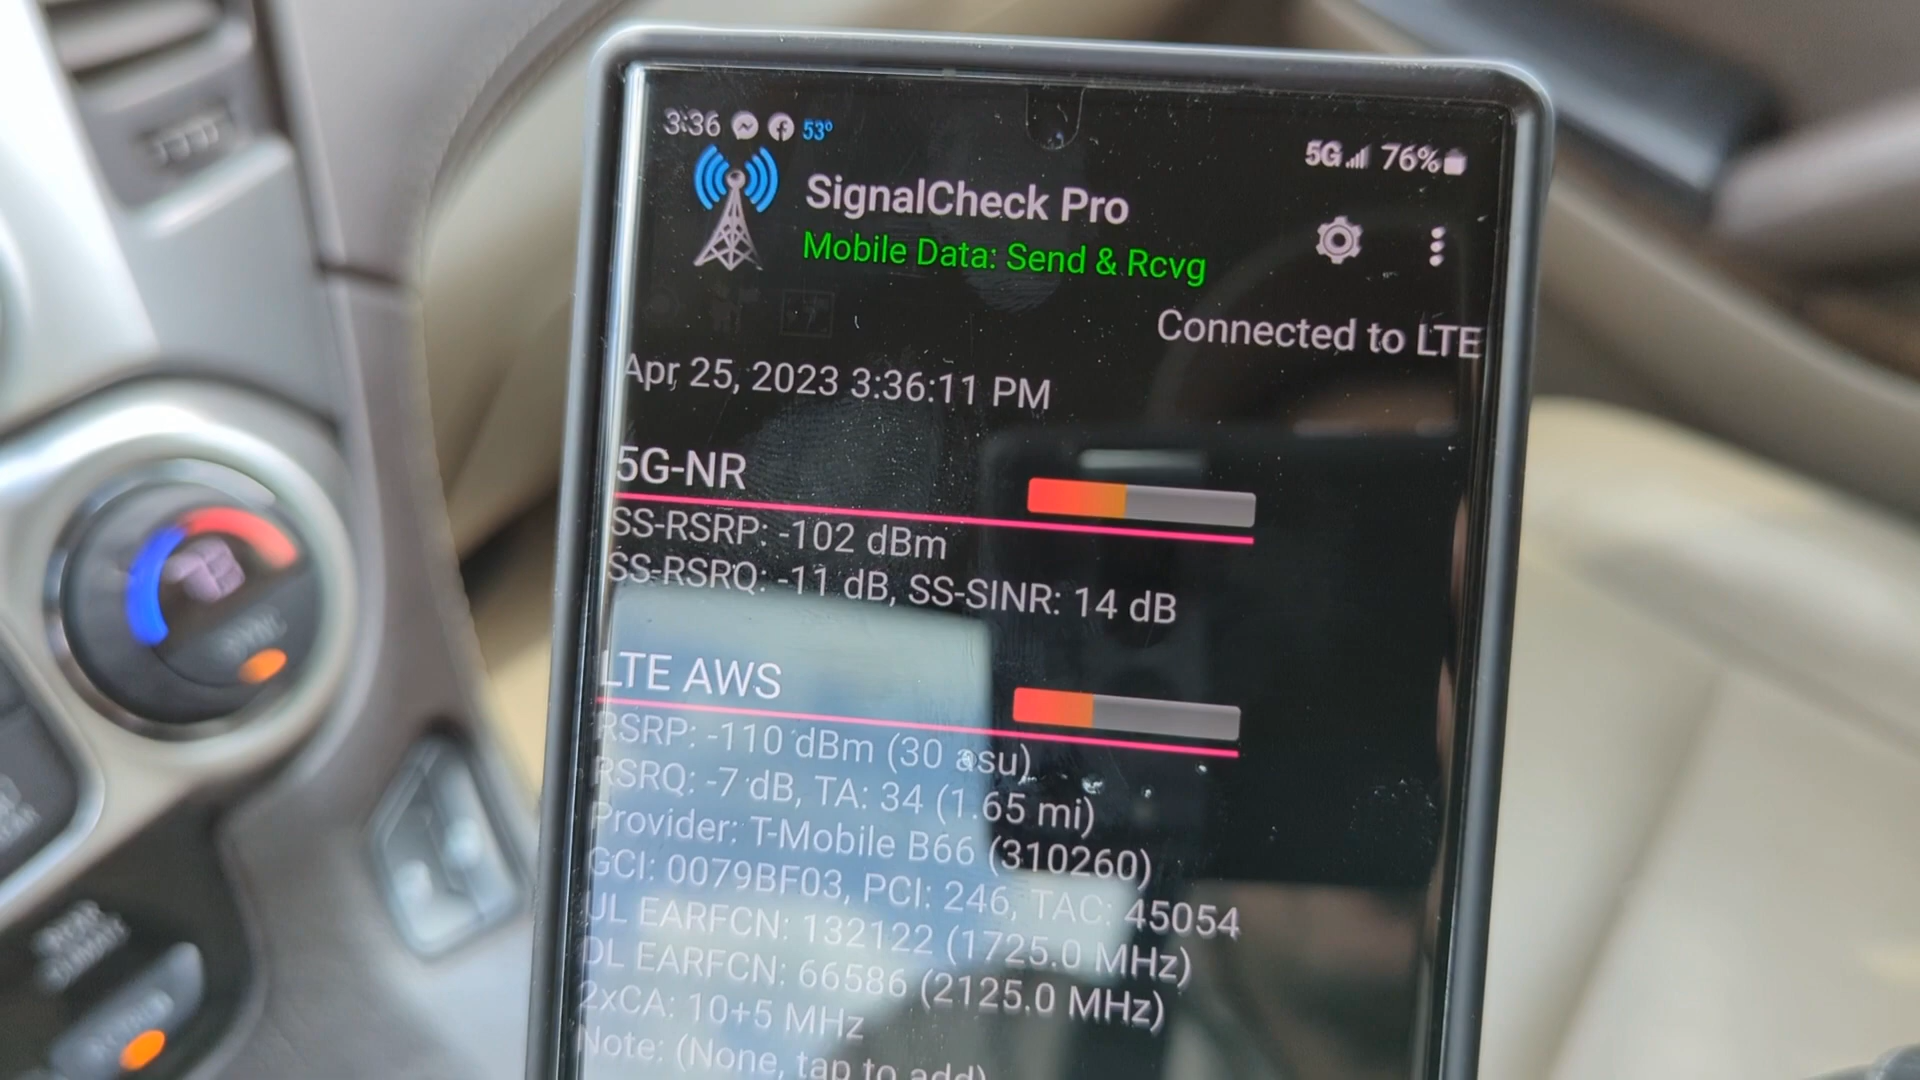 3:36 53° 5G 76%
SignalCheck Pro
Mobile Data: Send & Rcvg
Connected to LTE
Apr 25, 2023 3:36:11 PM
5G-NR
SS-RSRP: -102 dBm
SS-RSRQ: -11 dB, SS-SINR: 14 dB
LTE AWS
RSRP: -110 dBm (30 asu)
RSRQ: -7 dB, TA: 34 (1.65 mi)
Provider: T-Mobile B66 (310260)
GCI: 0079BF03, PCI: 246, TAC: 45054
UL EARFCN: 132122 (1725.0 MHz)
DL EARFCN: 66586 (2125.0 MHz)
2xCA: 10+5 MHz
Note: (None, tap to add)
SYNC